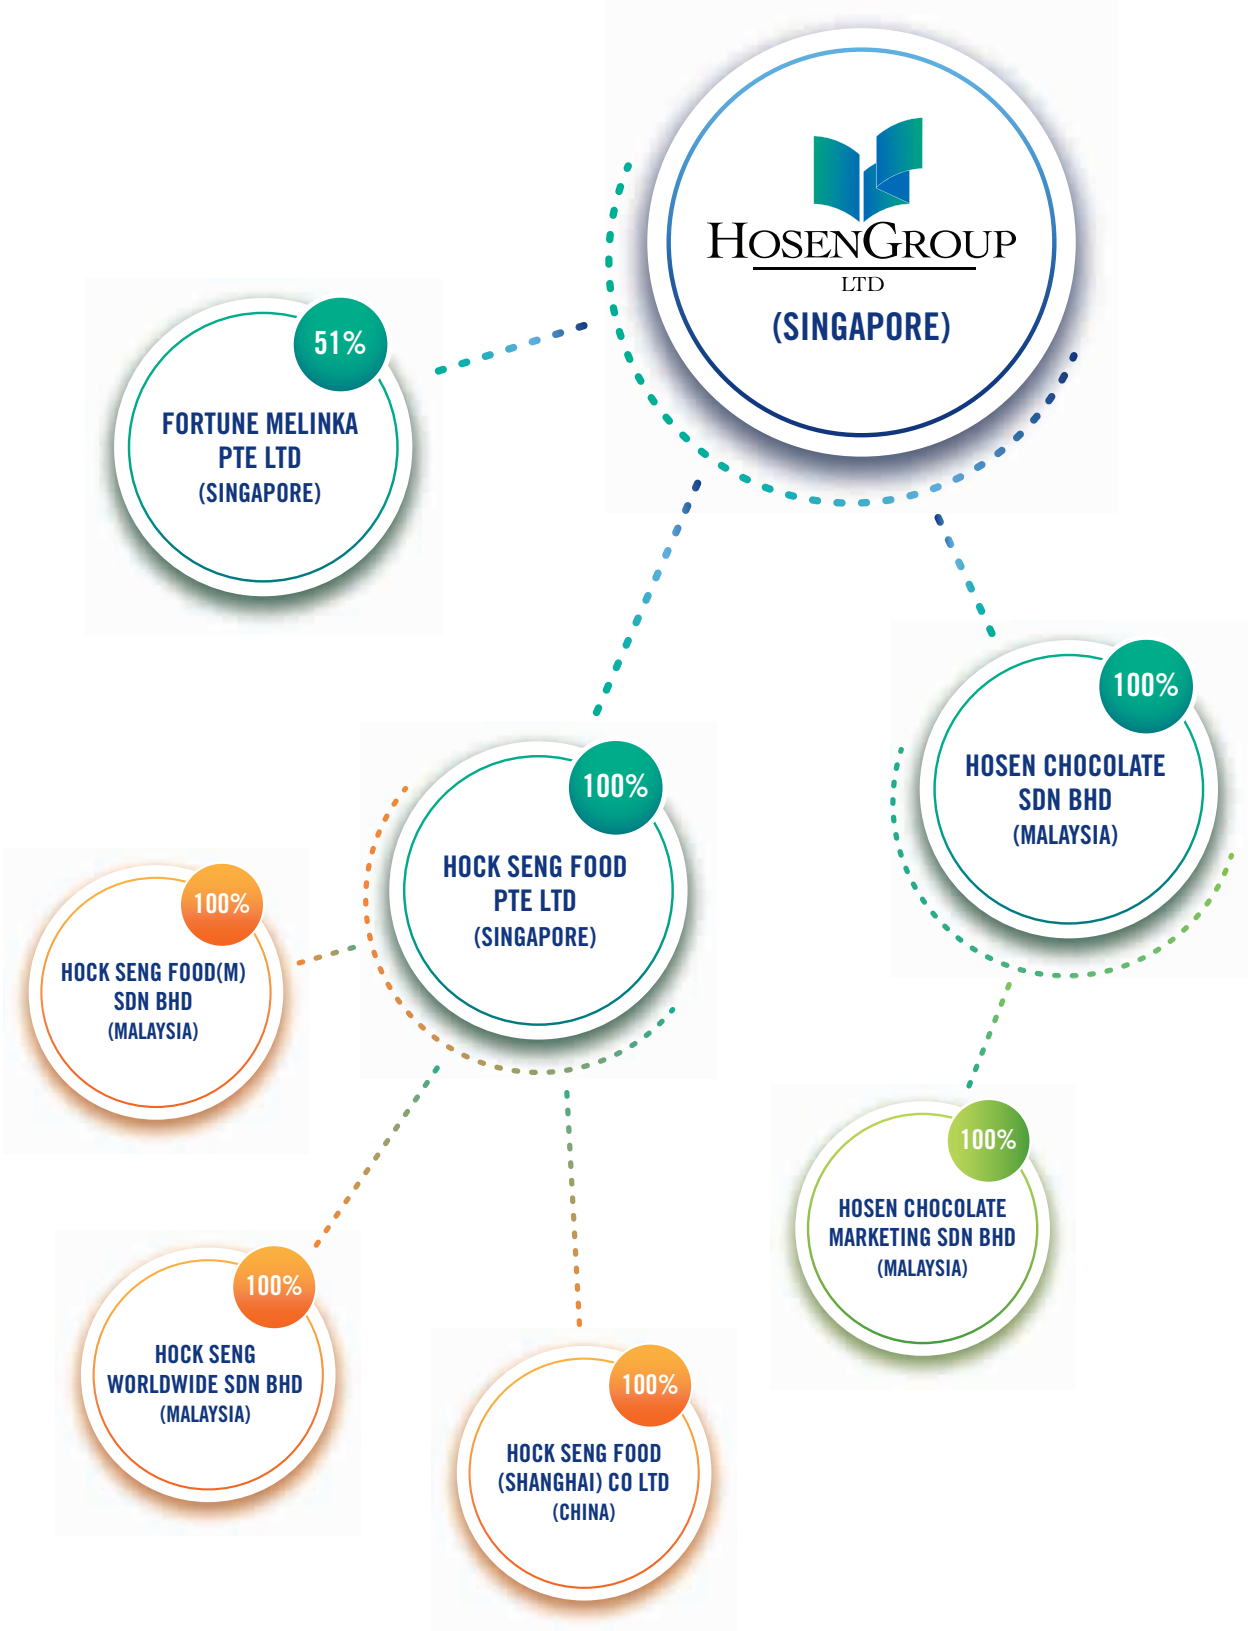 HOSENGROUP
LTD
(SINGAPORE)
51%
FORTUNE MELINKA
PTE LTD
(SINGAPORE)
100%
HOSEN CHOCOLATE
SDN BHD
(MALAYSIA)
100%
HOCK SENG FOOD
PTE LTD
(SINGAPORE)
100%
HOCK SENG FOOD(M)
SDN BHD
(MALAYSIA)
100%
HOSEN CHOCOLATE
MARKETING SDN BHD
(MALAYSIA)
100%
HOCK SENG
WORLDWIDE SDN BHD
(MALAYSIA)
100%
HOCK SENG FOOD
(SHANGHAI) CO LTD
(CHINA)